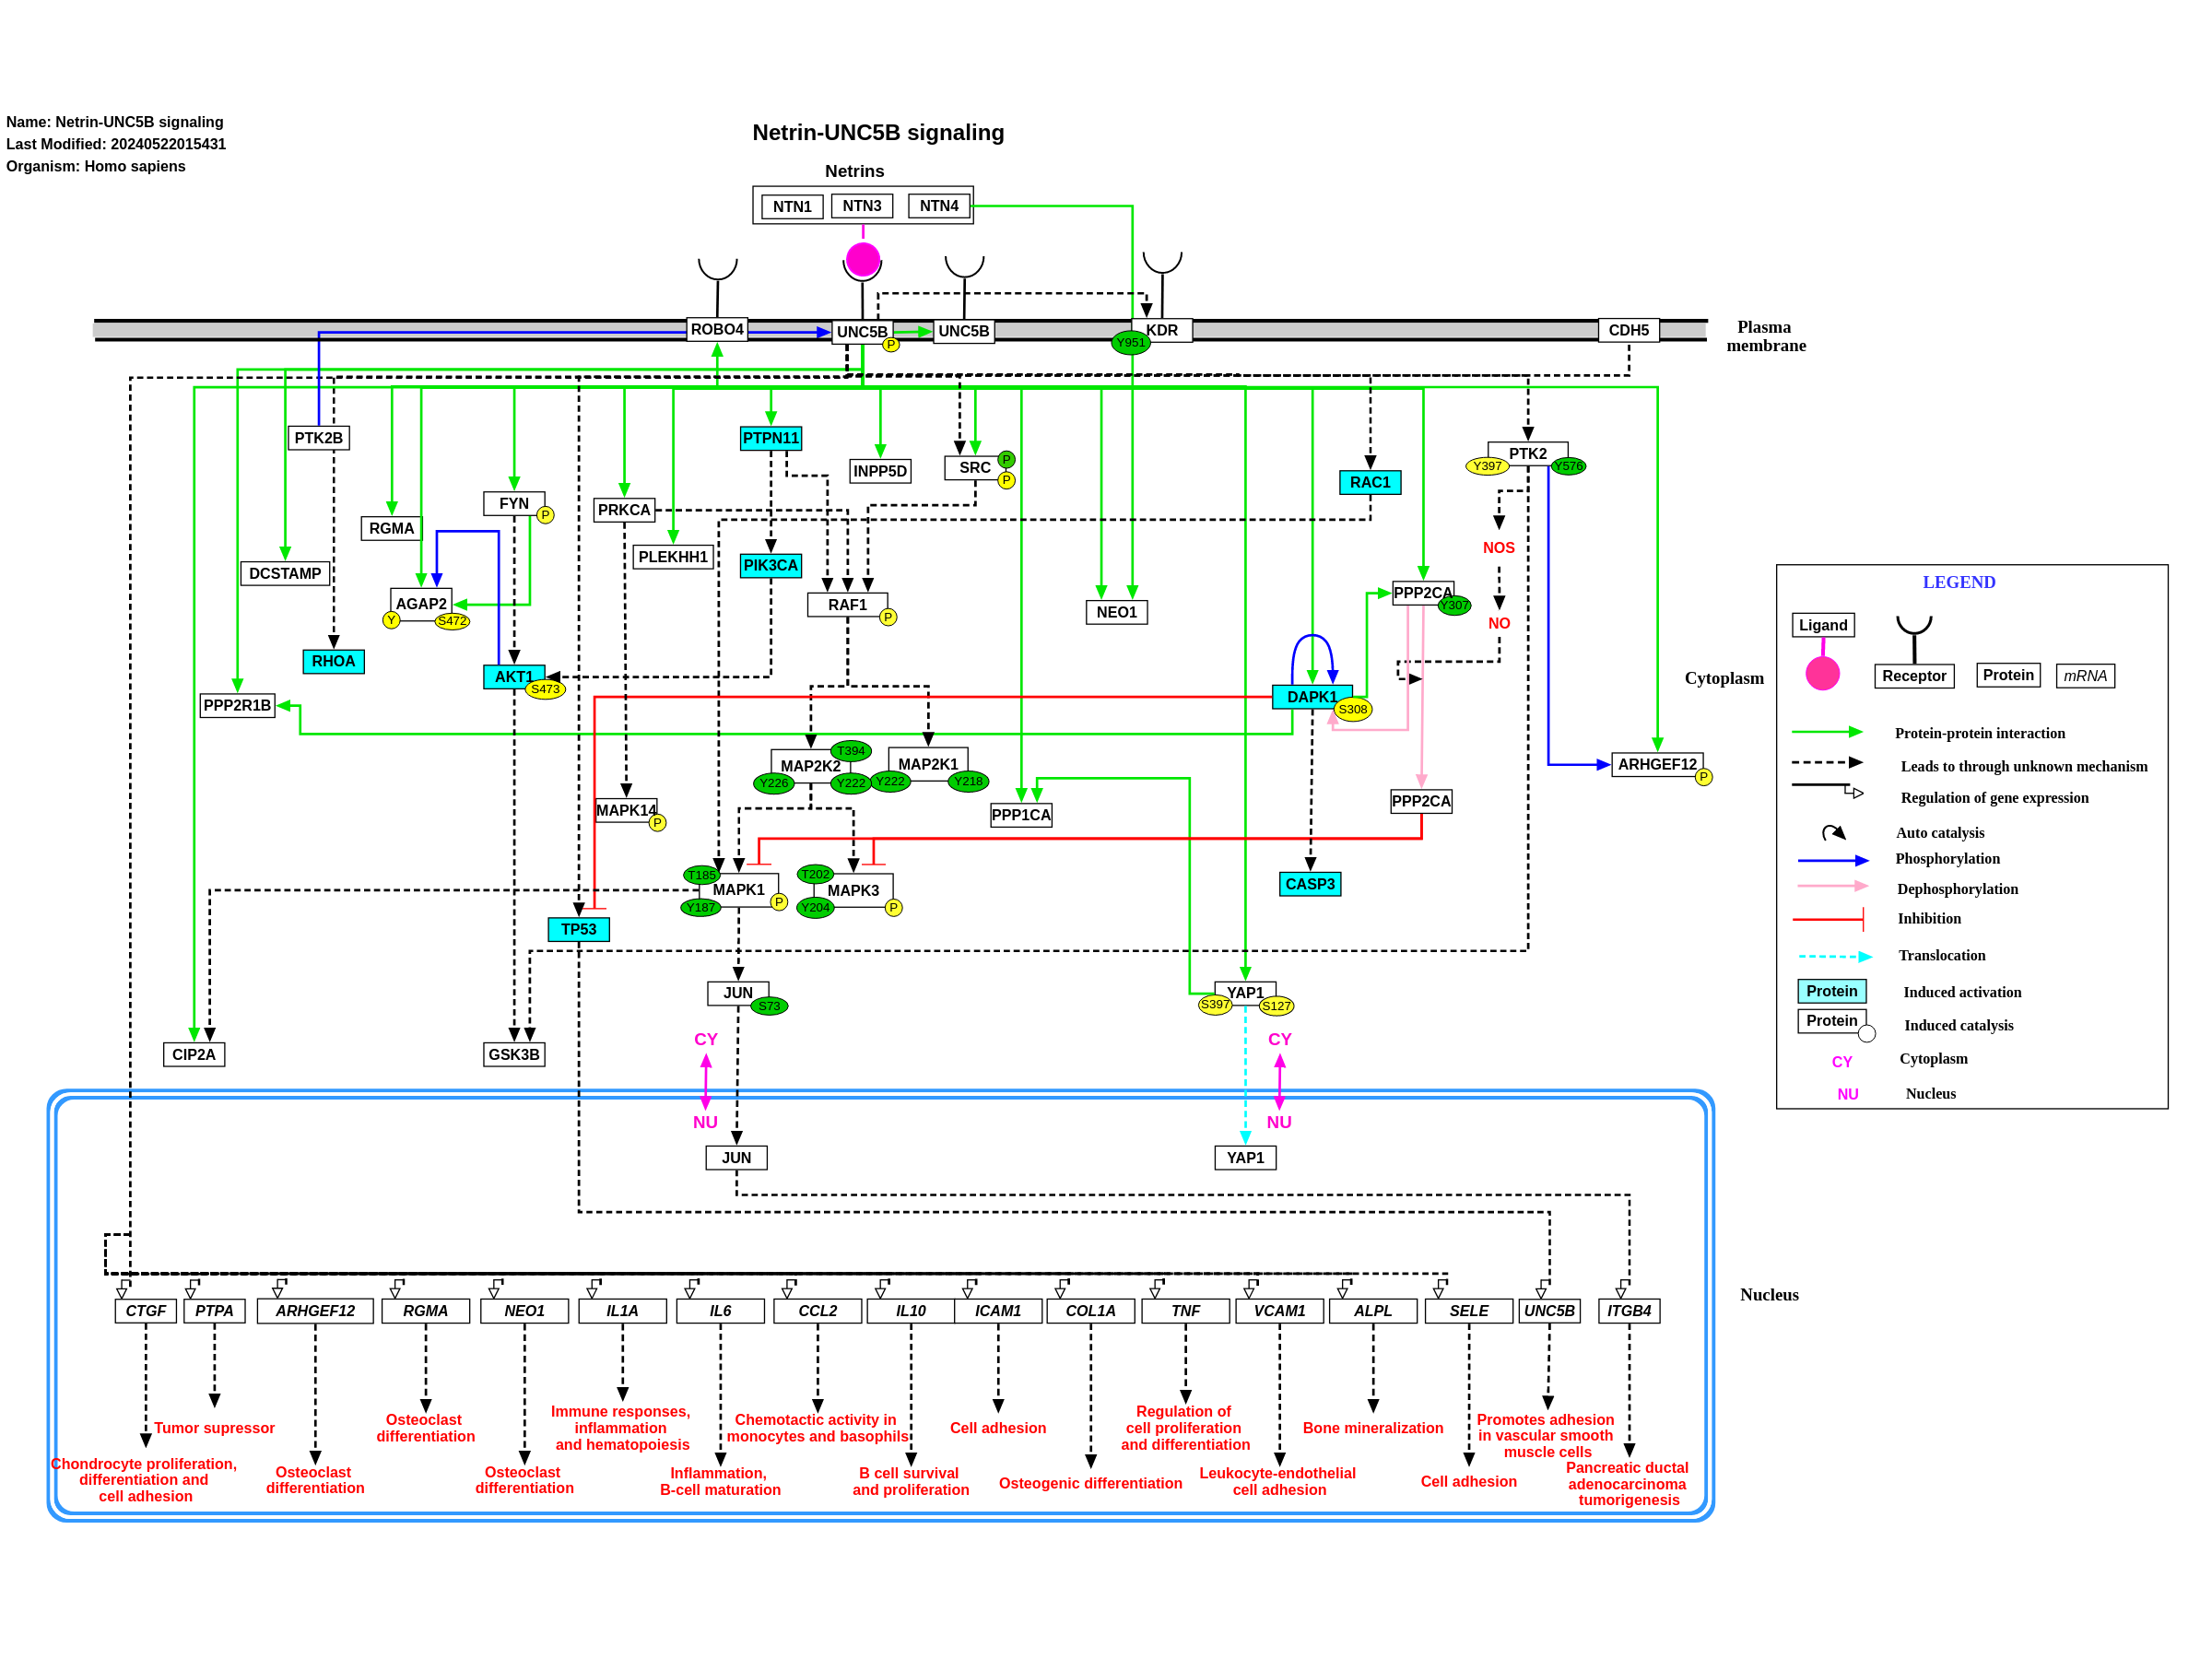 Name: Netrin-UNC5B signaling
Last Modified: 20240522015431
Organism: Homo sapiens
Netrin-UNC5B signaling
Netrins
NTN1
NTN3
NTN4
ROBO4
UNC5B
P
UNC5B
KDR
Y951
CDH5
Plasma
membrane
PTK2B
PTPN11
INPP5D
SRC
P
P
RAC1
PTK2
Y397
Y576
FYN
P
RGMA
PRKCA
PLEKHH1
PIK3CA
DCSTAMP
NOS
AGAP2
Y
S472
RAF1
P
NEO1
PPP2CA
Y307
NO
RHOA
AKT1
S473
PPP2R1B
DAPK1
S308
Cytoplasm
MAP2K2
T394
Y226
Y222
MAP2K1
Y222
Y218
ARHGEF12
P
MAPK14
P
PPP1CA
PPP2CA
T185
MAPK1
Y187
P
T202
MAPK3
Y204
P
CASP3
TP53
JUN
S73
YAP1
S397
S127
CIP2A
GSK3B
CY
CY
NU
NU
JUN
YAP1
Nucleus
CTGF
PTPA
ARHGEF12
RGMA
NEO1
IL1A
IL6
CCL2
IL10
ICAM1
COL1A
TNF
VCAM1
ALPL
SELE
UNC5B
ITGB4
Chondrocyte proliferation,
differentiation and
cell adhesion
Tumor supressor
Osteoclast
differentiation
Osteoclast
differentiation
Osteoclast
differentiation
Immune responses,
inflammation
and hematopoiesis
Inflammation,
B-cell maturation
Chemotactic activity in
monocytes and basophils
B cell survival
and proliferation
Cell adhesion
Osteogenic differentiation
Regulation of
cell proliferation
and differentiation
Leukocyte-endothelial
cell adhesion
Bone mineralization
Cell adhesion
Promotes adhesion
in vascular smooth
muscle cells
Pancreatic ductal
adenocarcinoma
tumorigenesis
LEGEND
Ligand
Receptor
Protein
mRNA
Protein-protein interaction
Leads to through unknown mechanism
Regulation of gene expression
Auto catalysis
Phosphorylation
Dephosphorylation
Inhibition
Translocation
Protein
Induced activation
Protein
Induced catalysis
CY
Cytoplasm
NU
Nucleus